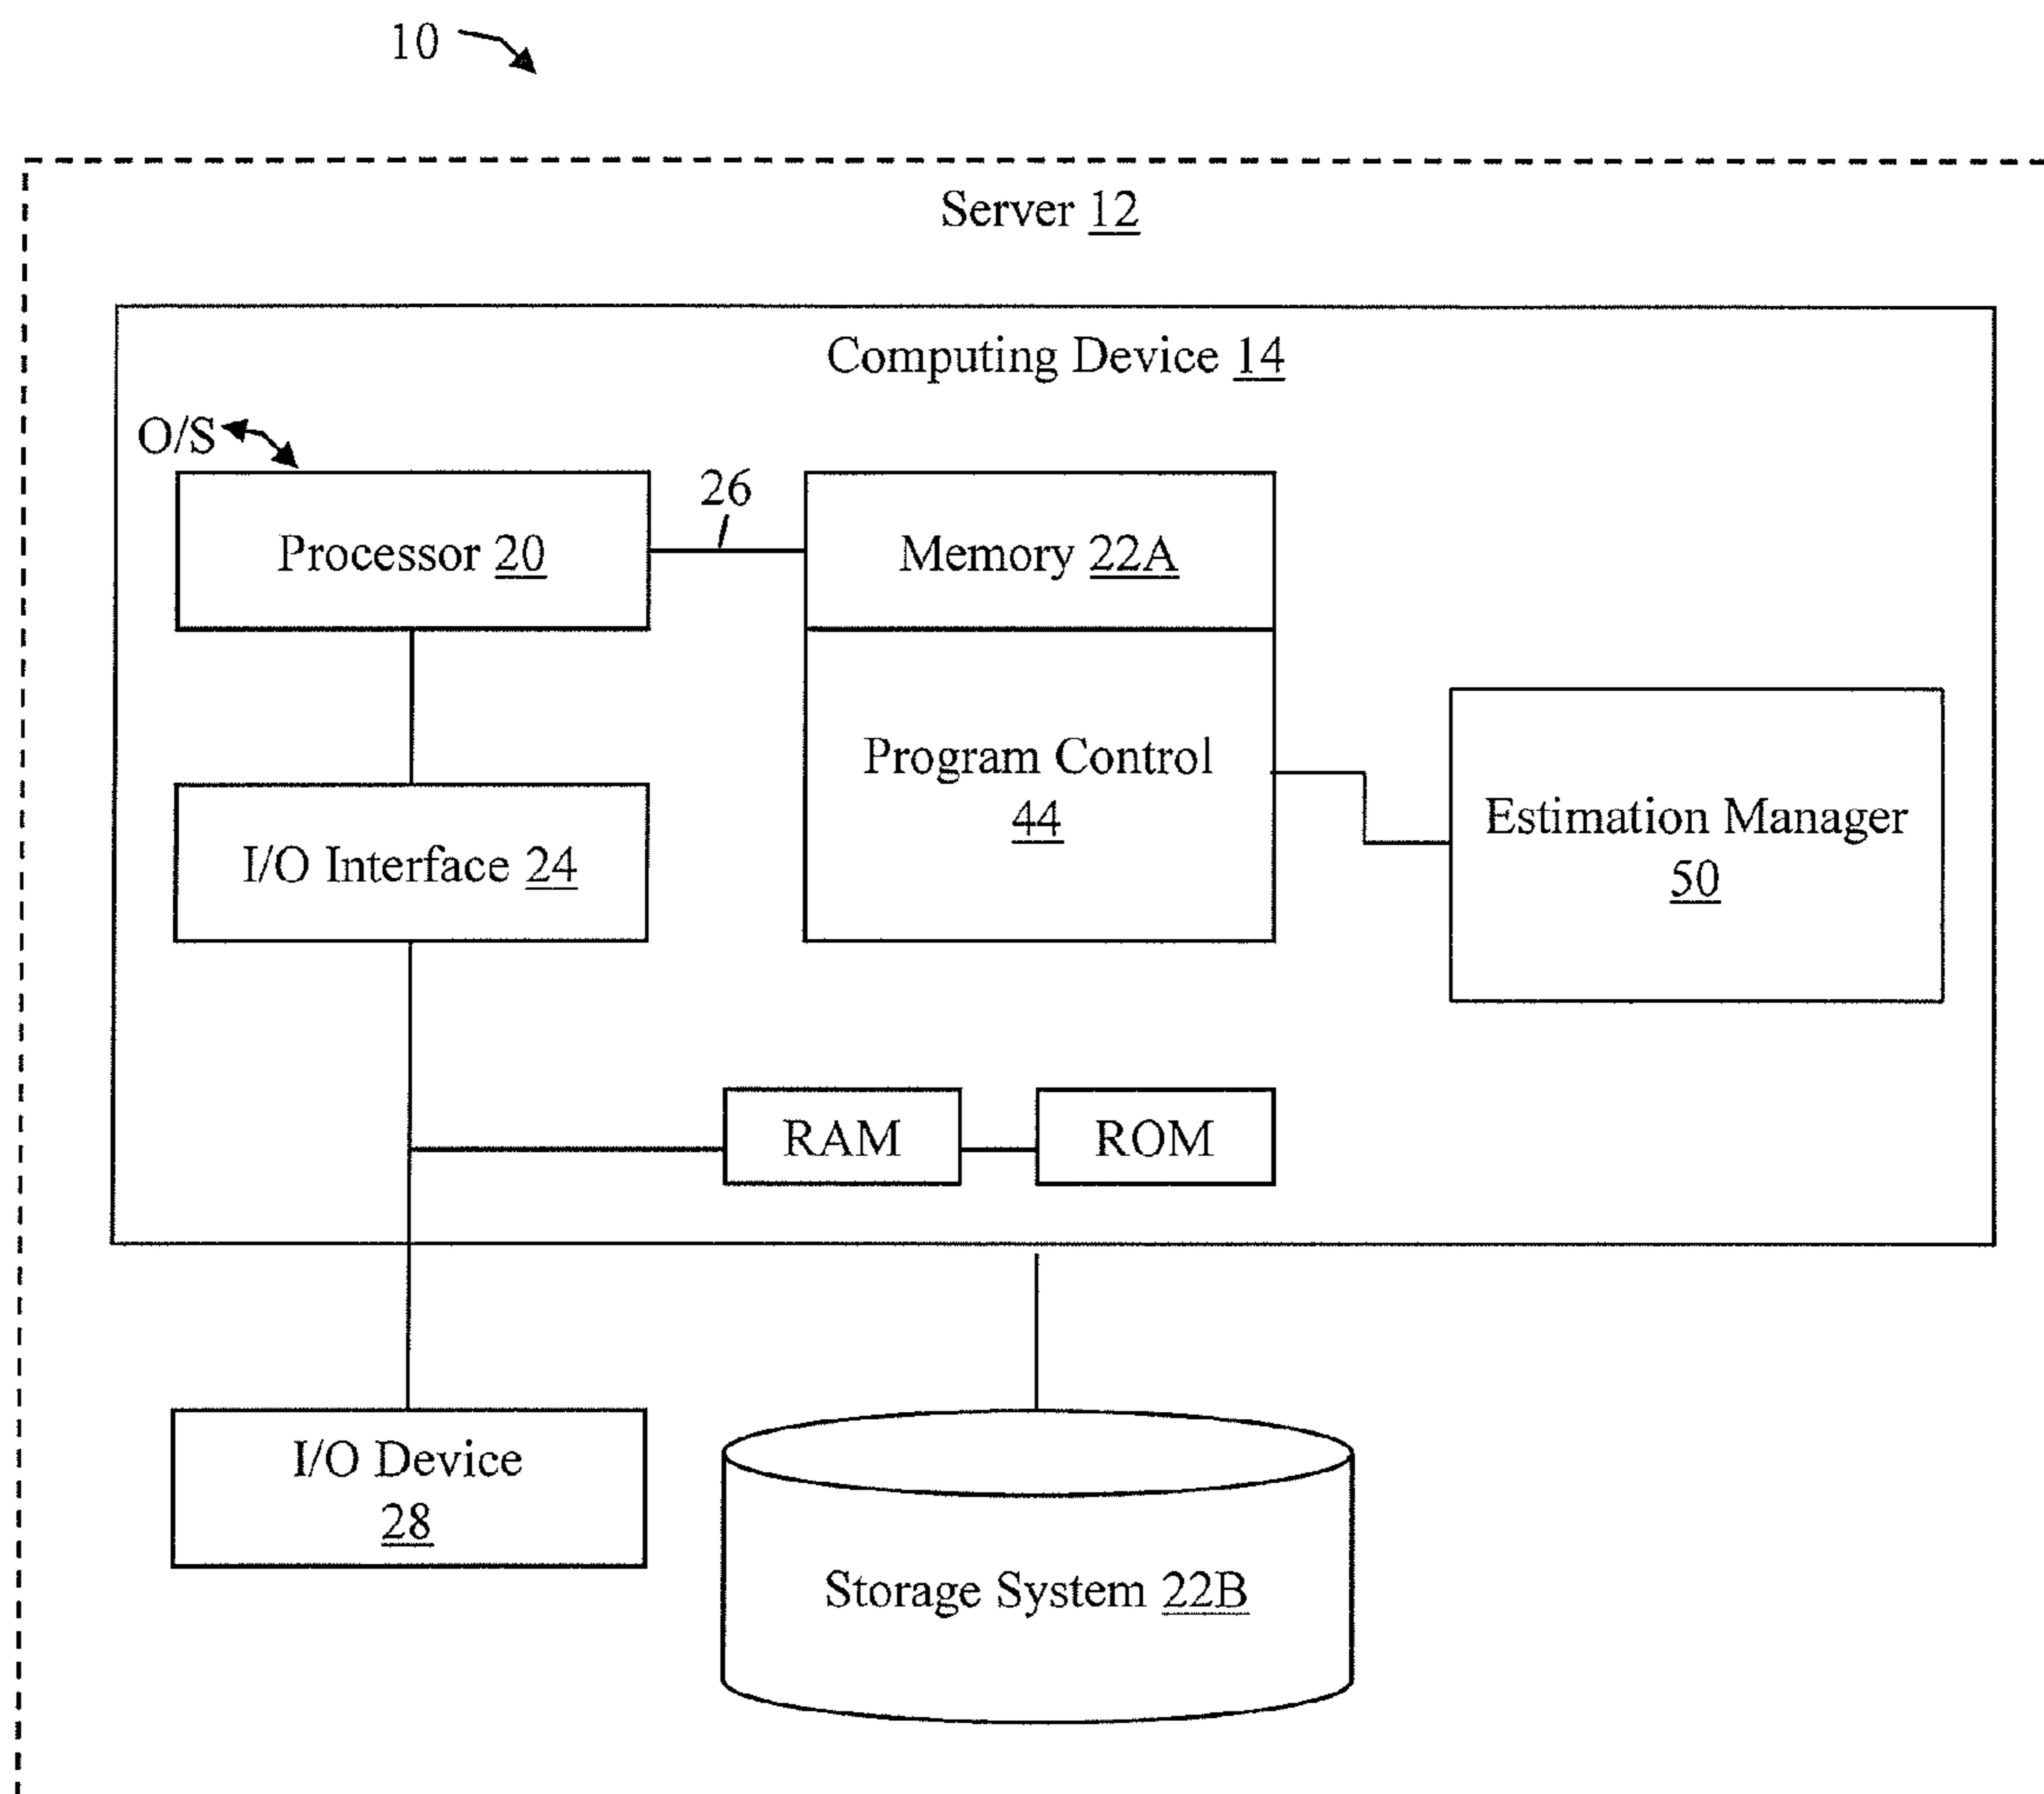 10
Server 12
Computing Device 14
O/S
26
Processor 20
Memory 22A
Program Control
44
I/O Interface 24
Estimation Manager
50
RAM
ROM
I/O Device
28
Storage System 22B